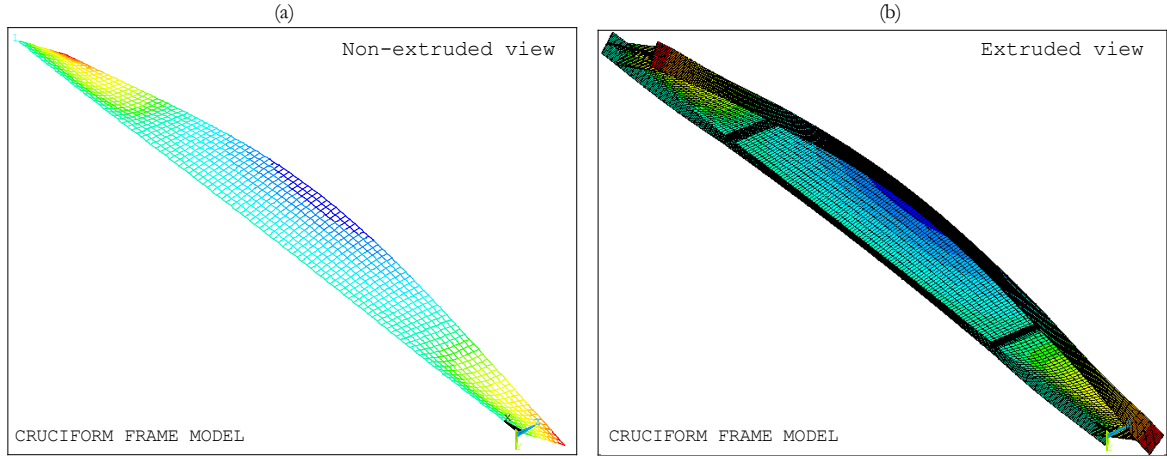 (a)
Non-extruded view
CRUCIFORM FRAME MODEL
(b)
Extruded view
CRUCIFORM FRAME MODEL